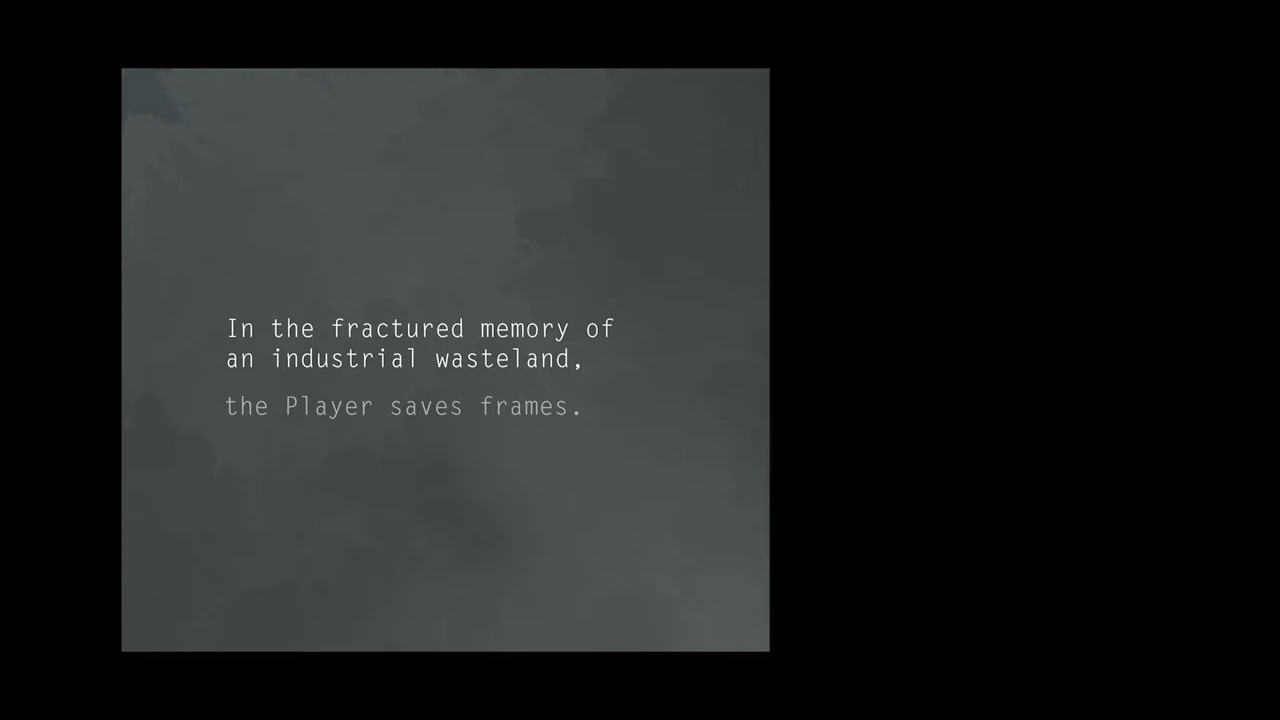 In the fractured memory of
an industrial wasteland,
the Player saves frames.